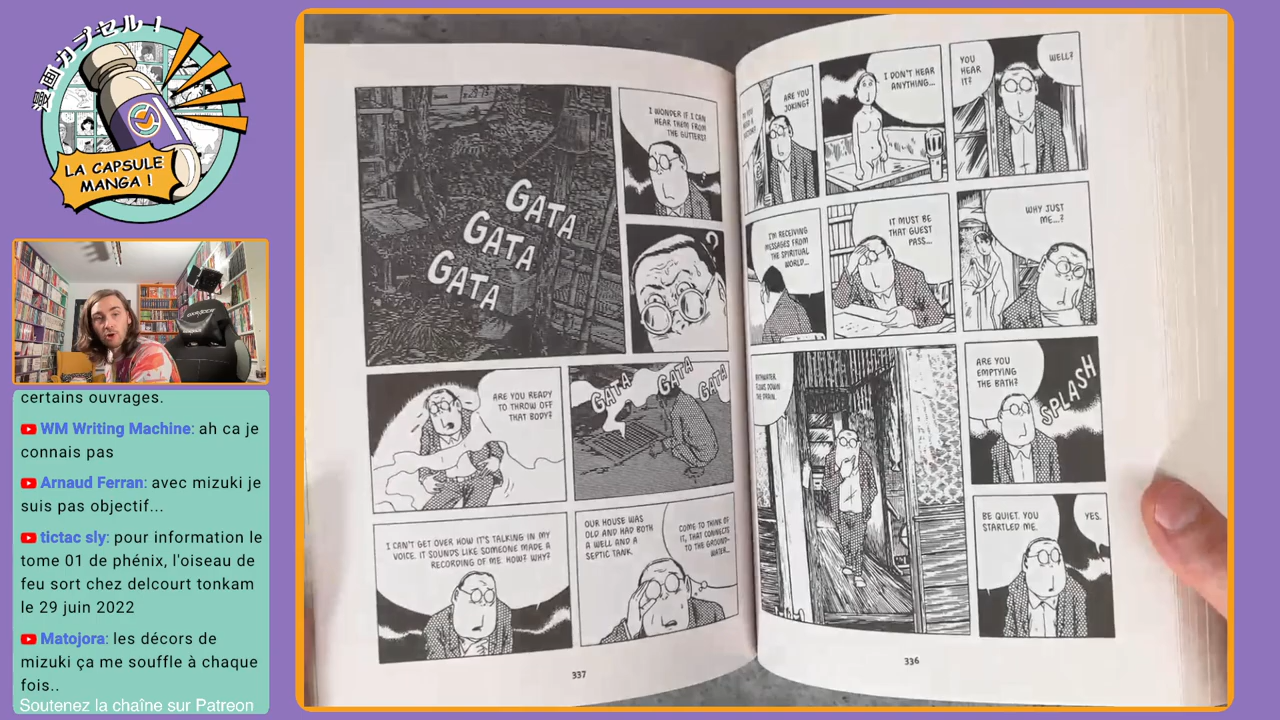 漫画カプセル！
LA CAPSULE
MANGA !
certains ouvrages.
WM Writing Machine: ah ca je
connais pas
Arnaud Ferran: avec mizuki je
suis pas objectif...
tictac sly: pour information le
tome 01 de phénix, l'oiseau de
feu sort chez delcourt tonkam
le 29 juin 2022
Matojora: les décors de
mizuki ça me souffle à chaque
fois..
Soutenez la chaîne sur Patreon
WELL?
YOU
HEAR
IT?
I DON'T HEAR
ANYTHING...
ARE YOU
JOKING?
WHY JUST
ME...?
IT MUST BE
THAT GUEST
PASS...
I'M RECEIVING
MESSAGES FROM
THE SPIRITUAL
WORLD...
ARE YOU
EMPTYING
THE BATH?
SPLASH
YES.
BE QUIET. YOU
STARTLED ME.
DOWN
336
I WONDER IF I CAN
HEAR THEM FROM
THE GUTTERS?
?
GATA
GATA
GATA
GATA
GATA
GATA
ARE YOU READY
TO THROW OFF
THAT BODY?
COME TO THINK OF
IT, THAT CONNECTS
TO THE GROUND-
WATER...
OUR HOUSE WAS
OLD AND HAD BOTH
A WELL AND A
SEPTIC TANK.
I CAN'T GET OVER HOW IT'S TALKING IN MY
VOICE. IT SOUNDS LIKE SOMEONE MADE A
RECORDING OF ME. HOW? WHY?
337